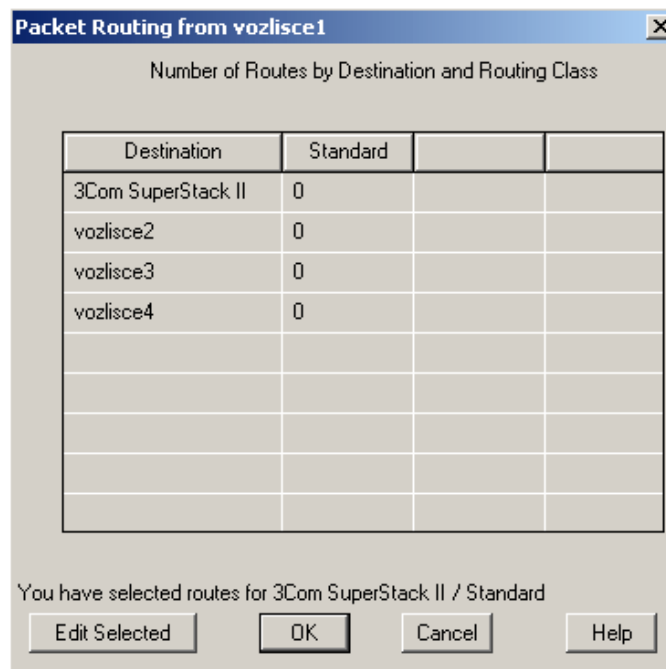 Packet Routing from vozlisce1
Number of Routes by Destination and Routing Class
Destination Standard
3Com SuperStack II 0
vozlisce2 0
vozlisce3 0
vozlisce4 0
You have selected routes for 3Com SuperStack II / Standard
Edit Selected OK Cancel Help